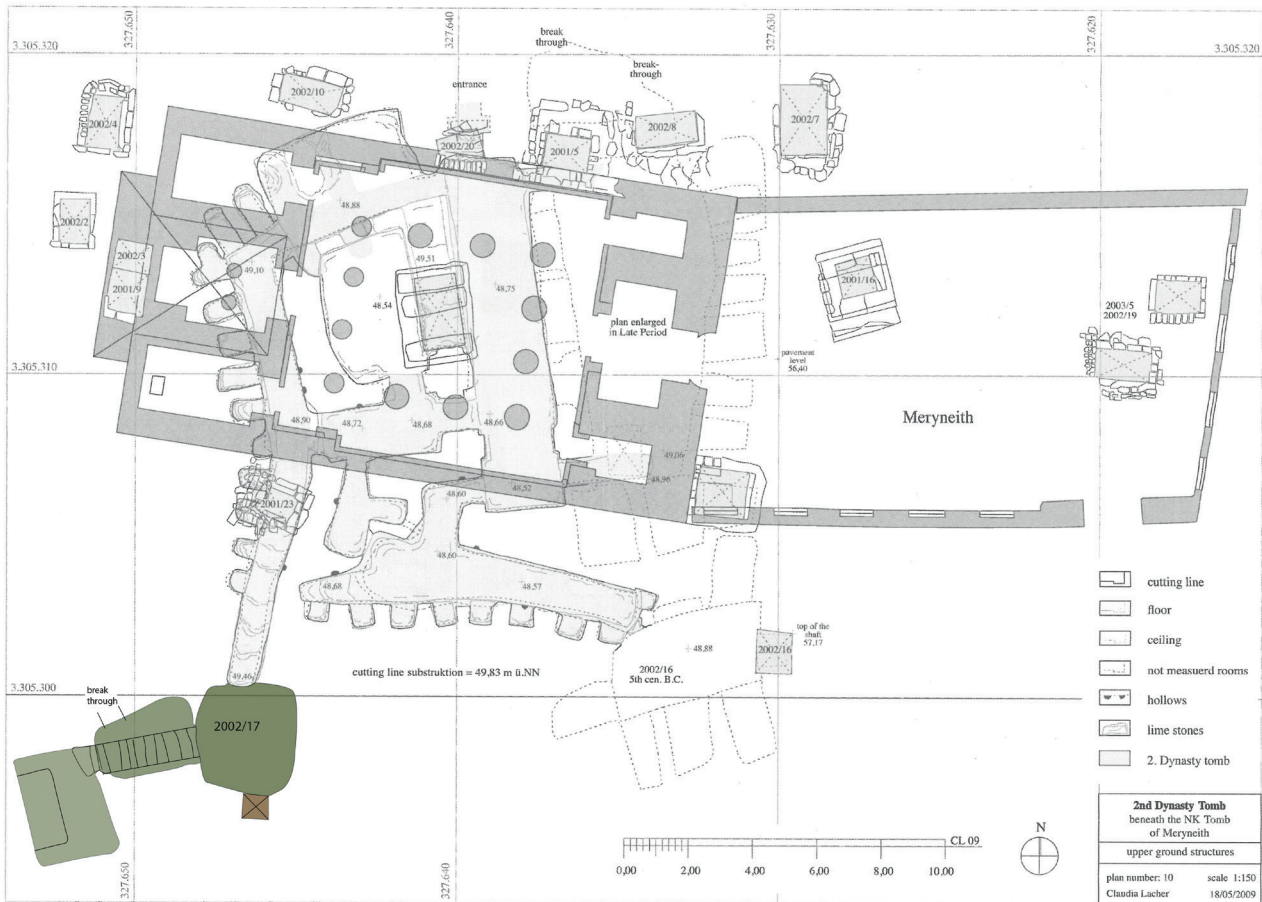 327.650
327.640
327.630
327.620
3.305.320
3.305.320
break
through
break-
through
entrance
2002/10
2002/4
2002/20
2001/5
2002/8
2002/7
2002/2
48,88
2002/3
49,10
49,51
2001/9
48,54
48,75
2001/16
2003/5
2002/19
plan enlarged
in Late Period
pavement
level
56,40
3.305.310
Meryneith
48,90
48,72
48,68
48,66
49,06
48,96
48,52
48,60
2001/23
48,60
48,68
48,57
cutting line
floor
ceiling
not measuerd rooms
hollows
lime stones
2. Dynasty tomb
top of the
shaft
57,17
2002/16
48,88
2002/16
5th cen. B.C.
cutting line substruktion = 49,83 m ü.NN
49,46
3.305.300
break
through
2002/17
CL 09
0,00 2,00 4,00 6,00 8,00 10,00
N
2nd Dynasty Tomb
beneath the NK Tomb
of Meryneith
upper ground structures
plan number: 10 scale 1:150
Claudia Lacher 18/05/2009
327.650
327.640